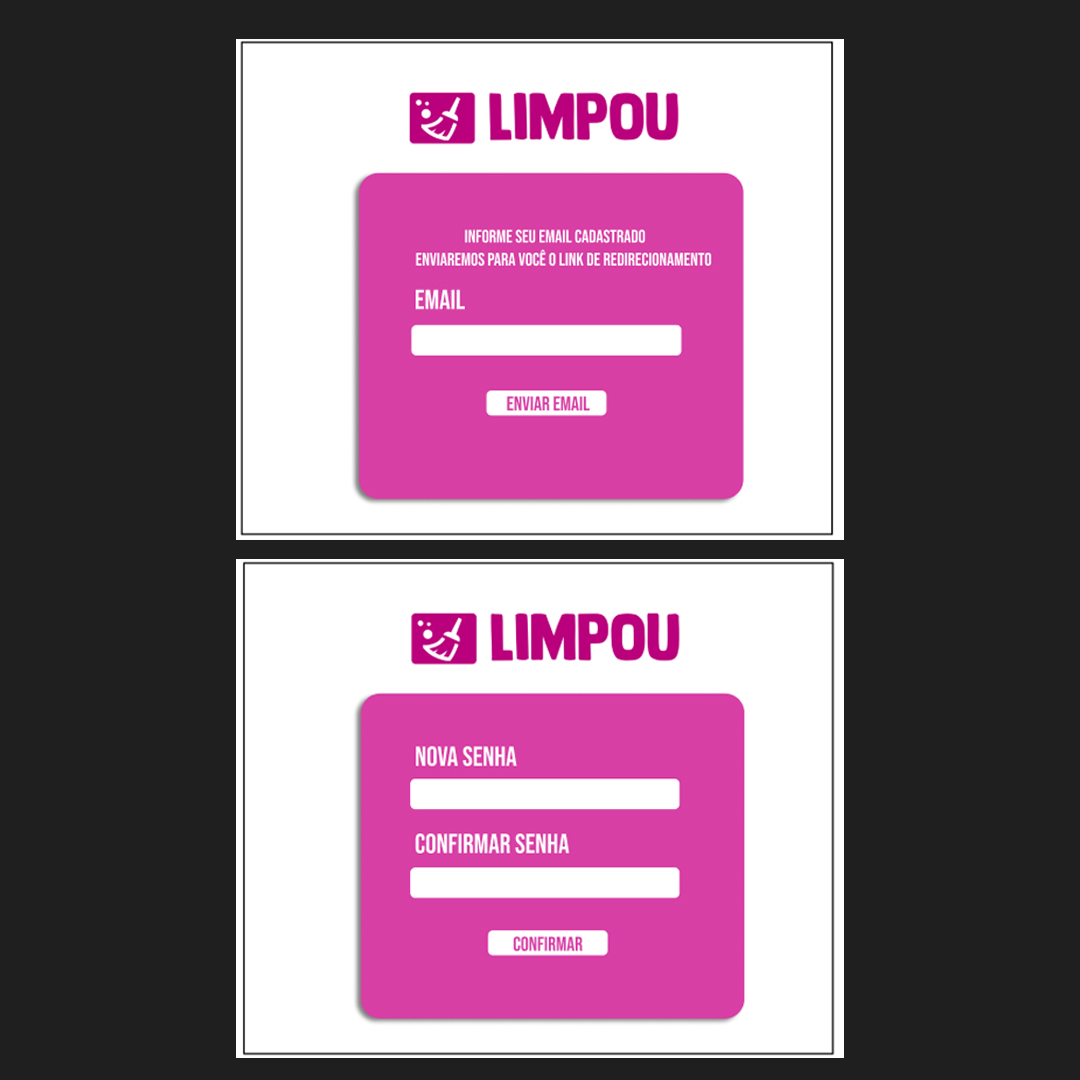 LIMPOU
INFORME SEU EMAIL CADASTRADO
ENVIAREMOS PARA VOCÊ O LINK DE REDIRECIONAMENTO
EMAIL
ENVIAR EMAIL
LIMPOU
NOVA SENHA
CONFIRMAR SENHA
CONFIRMAR